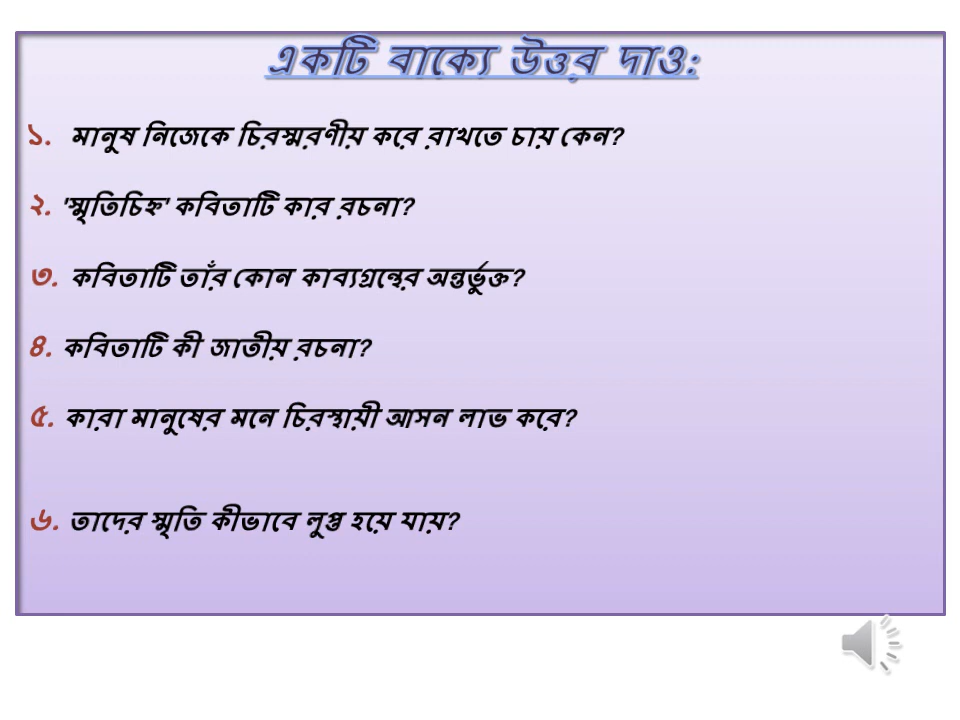 একটি বাক্যে উত্তর দাও:
১. মানুষ নিজেকে চিরস্মরণীয় করে রাখতে চায় কেন?
২. 'স্মৃতিচিহ্ন' কবিতাটি কার রচনা?
৩. কবিতাটি তাঁর কোন কাব্যগ্রন্থের অন্তর্ভুক্ত?
৪. কবিতাটি কী জাতীয় রচনা?
৫. কারা মানুষের মনে চিরস্থায়ী আসন লাভ করে?
৬. তাদের স্মৃতি কীভাবে লুপ্ত হয়ে যায়?